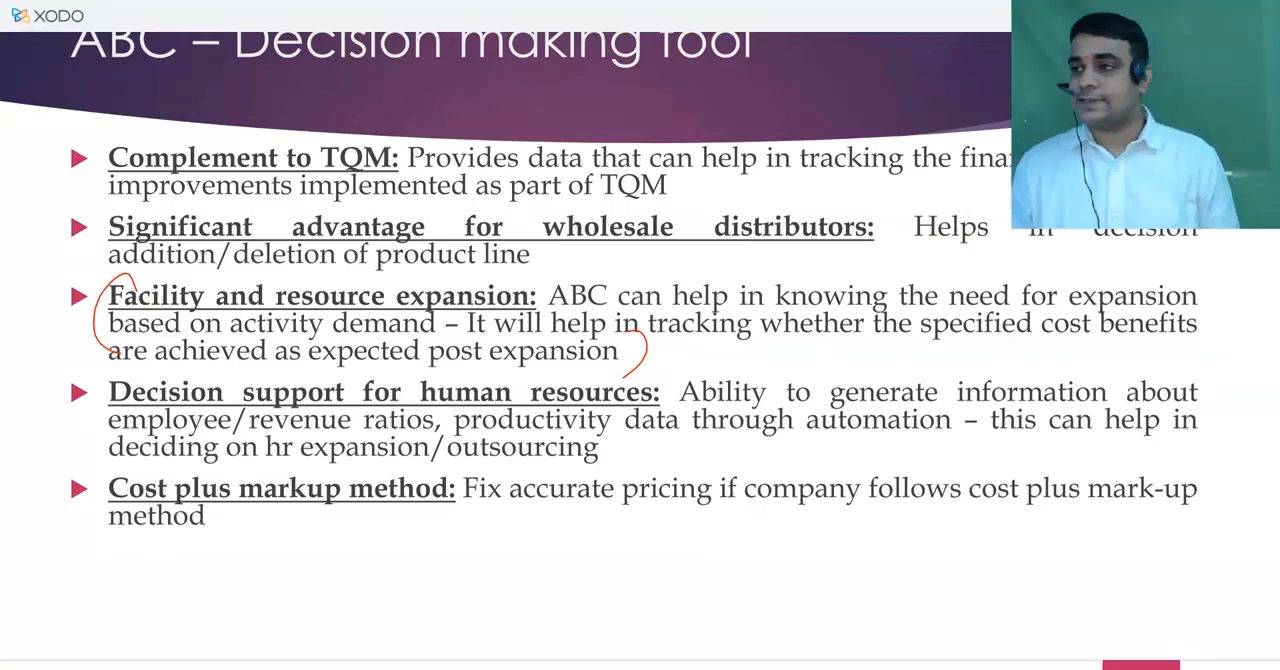 XODO
ABC – Decision making tool
Complement to TQM: Provides data that can help in tracking the
improvements implemented as part of TQM
Significant advantage for wholesale distributors: Helps in decision
addition/deletion of product line
Facility and resource expansion: ABC can help in knowing the need for expansion
based on activity demand – It will help in tracking whether the specified cost benefits
are achieved as expected post expansion
Decision support for human resources: Ability to generate information about
employee/revenue ratios, productivity data through automation – this can help in
deciding on hr expansion/outsourcing
Cost plus markup method: Fix accurate pricing if company follows cost plus mark-up
method